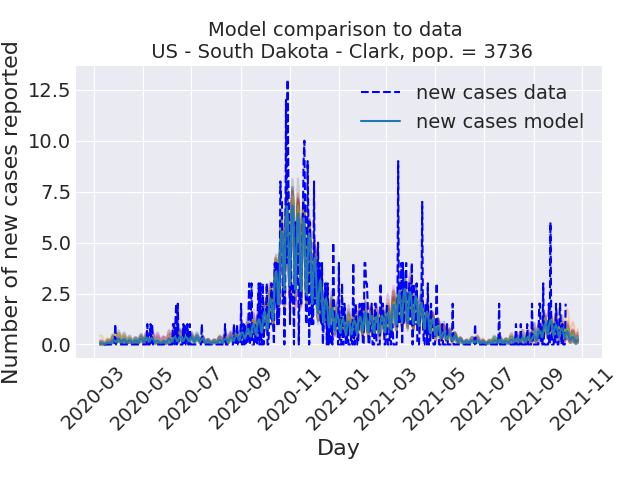 Model comparison to data
US - South Dakota - Clark, pop. = 3736
Number of new cases reported
12.5
10.0
7.5
5.0
2.5
0.0
new cases data
new cases model
2020-03
2020-05
2020-07
2020-09
2020-11
2021-01
2021-03
2021-05
2021-07
2021-09
2021-11
Day